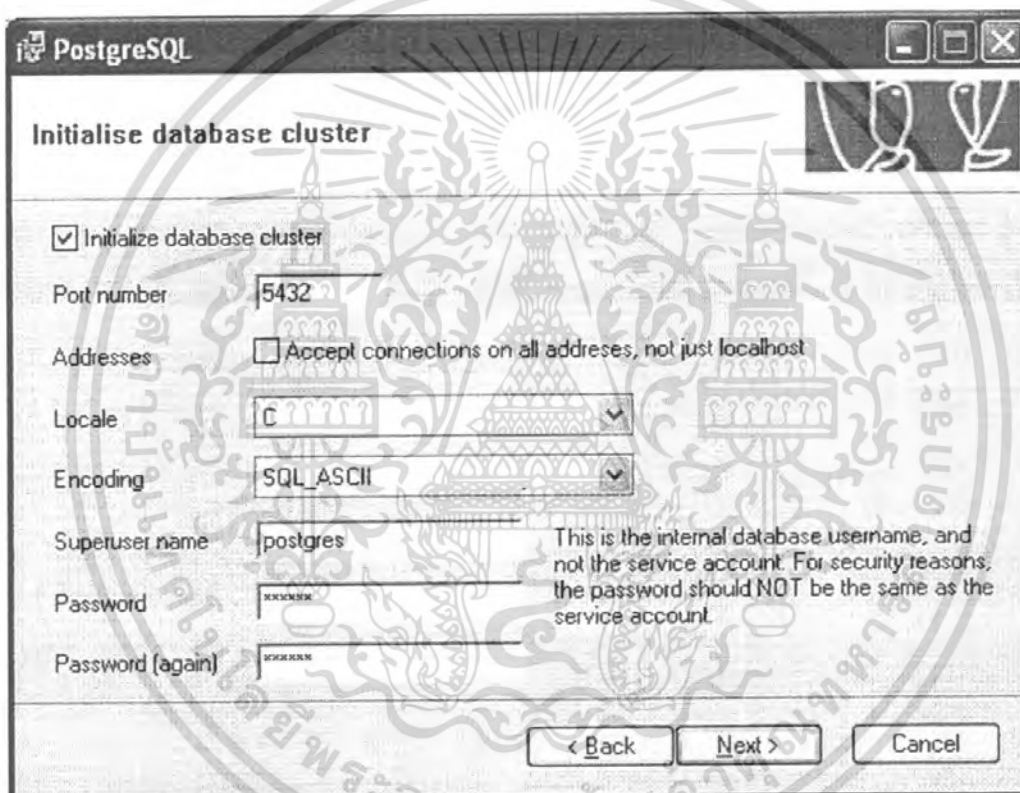 PostgreSQL
Initialise database cluster
Initialize database cluster
Port number 5432
Addresses Accept connections on all addreses, not just localhost
Locale C
Encoding SQL_ASCII
Superuser name postgres
This is the internal database username, and
not the service account. For security reasons,
the password should NOT be the same as the
service account.
Password xxxxxx
Password (again) xxxxxx
< Back Next > Cancel